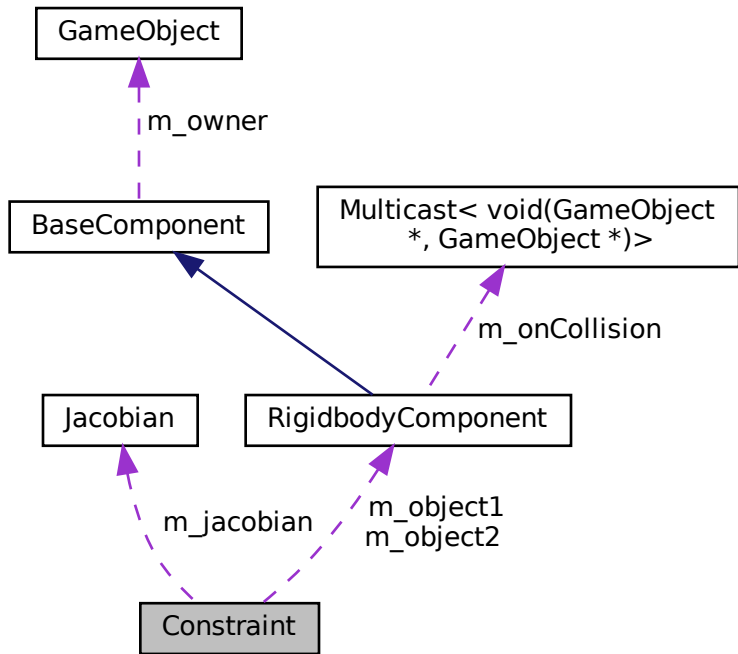 GameObject
m_owner
BaseComponent
Multicast< void(GameObject
*, GameObject *)>
m_onCollision
Jacobian
RigidbodyComponent
m_jacobian
m_object1
m_object2
Constraint